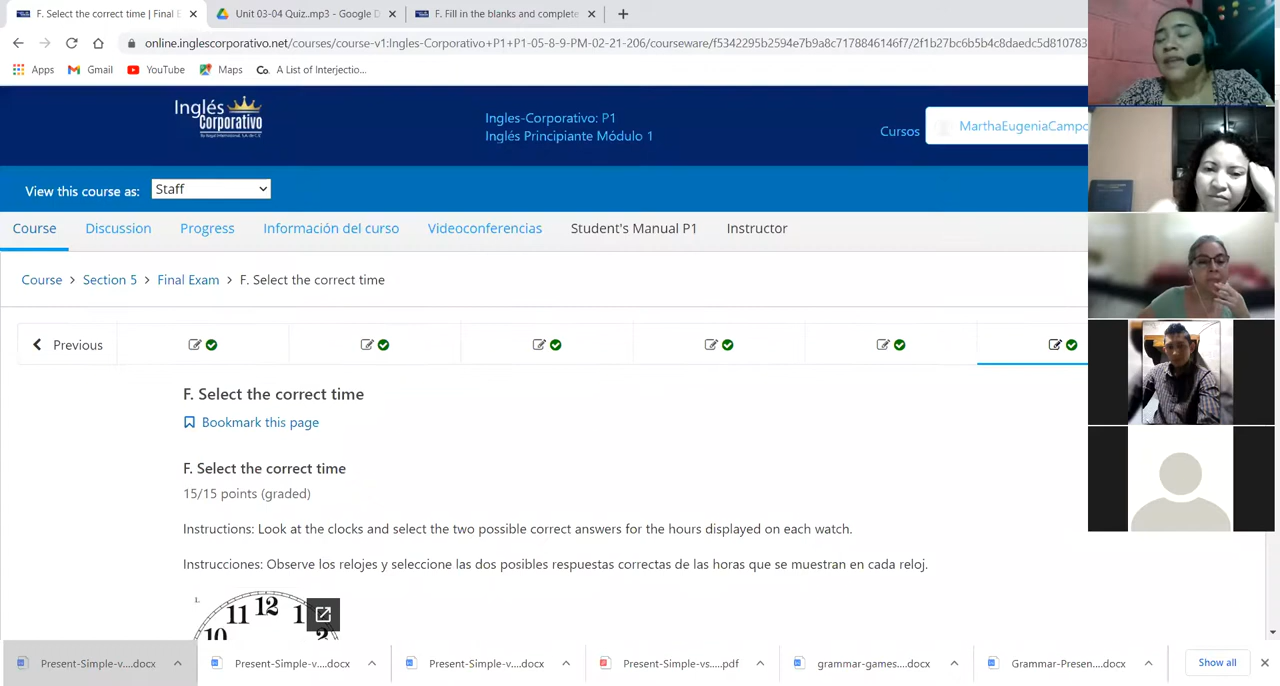 F. Select the correct time | Final E
Unit 03-04 Quiz..mp3 - Google D
F. Fill in the blanks and complete
online.inglescorporativo.net/courses/course-v1:Ingles-Corporativo+P1+P1-05-8-9-PM-02-21-206/courseware/f5342295b2594e7b9a8c7178846146f7/2f1b27bc6b5b4c8daedc5d810783
Apps
Gmail
YouTube
Maps
Co.
A List of Interjectio...
Inglés
Corporativo
Ingles-Corporativo: P1
Inglés Principiante Módulo 1
Cursos
MarthaEugeniaCampo
View this course as:
Staff
Course
Discussion
Progress
Información del curso
Videoconferencias
Student's Manual P1
Instructor
Course > Section 5 > Final Exam > F. Select the correct time
Previous
F. Select the correct time
Bookmark this page
F. Select the correct time
15/15 points (graded)
Instructions: Look at the clocks and select the two possible correct answers for the hours displayed on each watch.
Instrucciones: Observe los relojes y seleccione las dos posibles respuestas correctas de las horas que se muestran en cada reloj.
1.
11 12 1
10 2
Present-Simple-v....docx
Present-Simple-v....docx
Present-Simple-v....docx
Present-Simple-vs.....pdf
grammar-games....docx
Grammar-Presen....docx
Show all